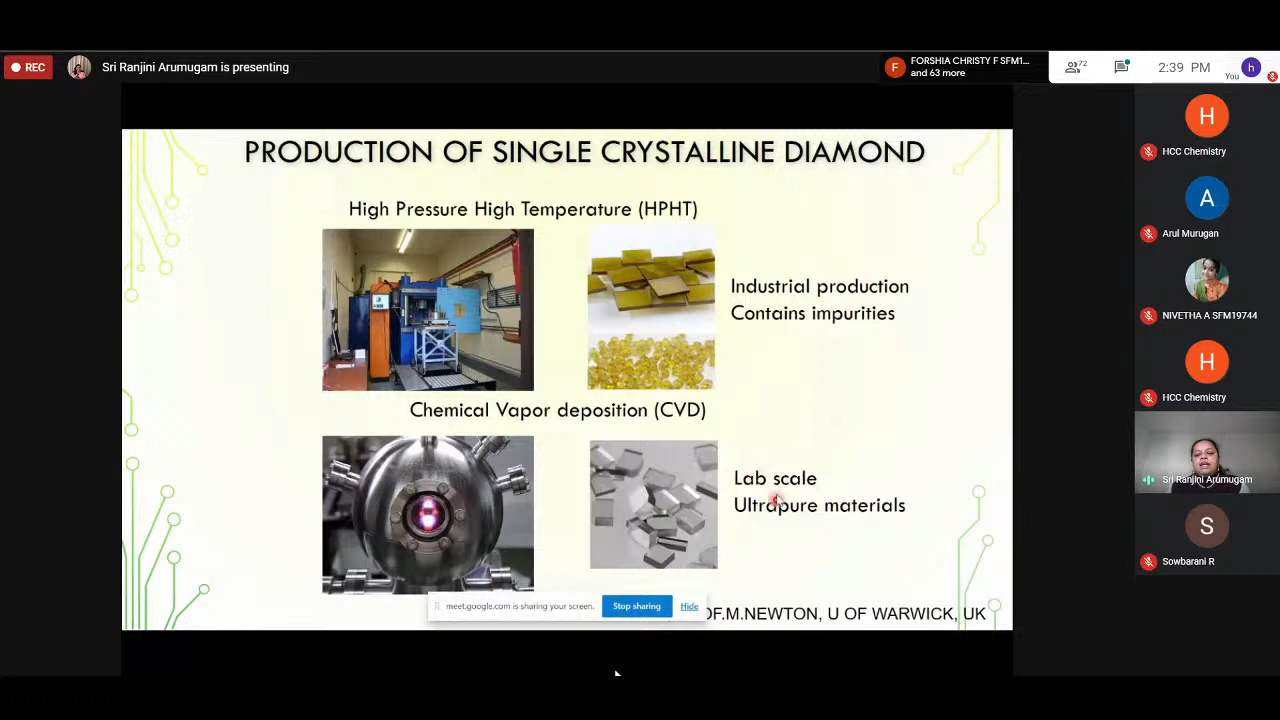 REC
Sri Ranjini Arumugam is presenting
FORSHIA CHRISTY F SFM1...
F
and 63 more
72
2:39 PM
You
h
PRODUCTION OF SINGLE CRYSTALLINE DIAMOND
High Pressure High Temperature (HPHT)
Industrial production
Contains impurities
Chemical Vapor deposition (CVD)
Lab scale
Ultrapure materials
meet.google.com is sharing your screen.
Stop sharing
Hide
OF.M.NEWTON, U OF WARWICK, UK
H
HCC Chemistry
A
Arul Murugan
NIVETHA A SFM19744
H
HCC Chemistry
Sri Ranjini Arumugam
S
Sowbarani R